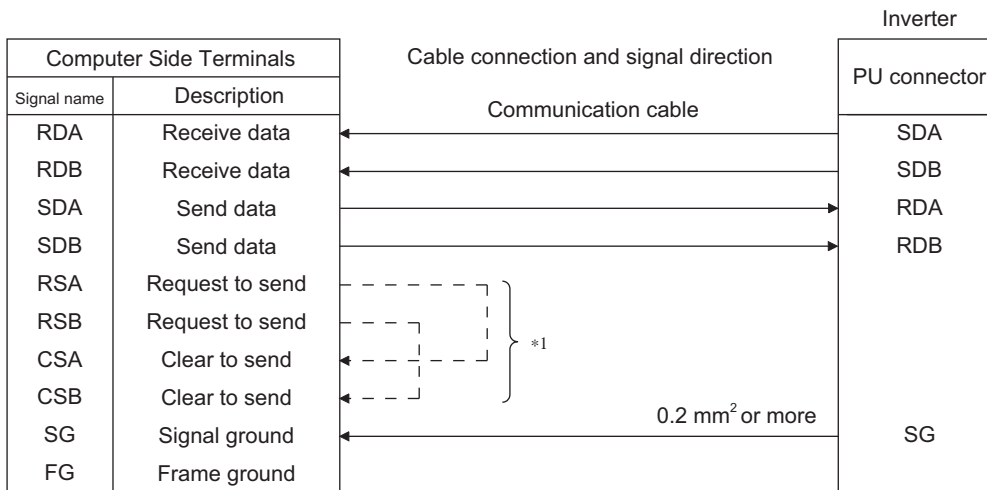 Inverter
Computer Side Terminals
Cable connection and signal direction
PU connector
Signal name
Description
Communication cable
RDA Receive data SDA
RDB Receive data SDB
SDA Send data RDA
SDB Send data RDB
RSA Request to send
RSB Request to send
CSA Clear to send
*1
CSB Clear to send
0.2 mm² or more
SG Signal ground SG
FG Frame ground